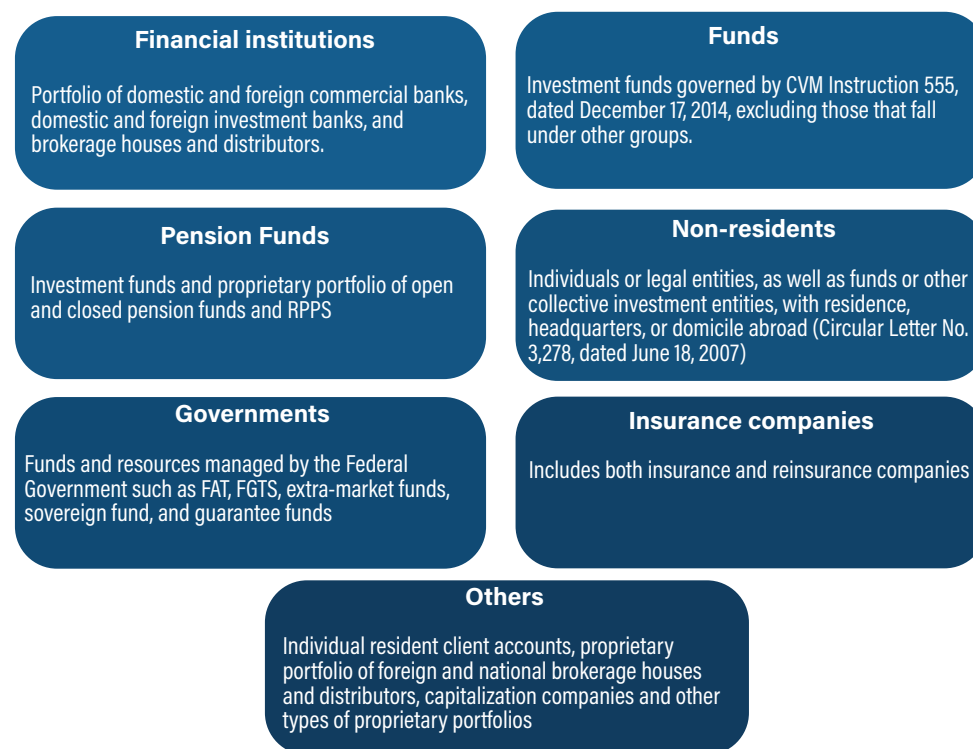 Financial institutions
Portfolio of domestic and foreign commercial banks,
domestic and foreign investment banks, and
brokerage houses and distributors.
Funds
Investment funds governed by CVM Instruction 555,
dated December 17, 2014, excluding those that fall
under other groups.
Pension Funds
Investment funds and proprietary portfolio of open
and closed pension funds and RPPS
Non-residents
Individuals or legal entities, as well as funds or other
collective investment entities, with residence,
headquarters, or domicile abroad (Circular Letter No.
3,278, dated June 18, 2007)
Governments
Funds and resources managed by the Federal
Government such as FAT, FGTS, extra-market funds,
sovereign fund, and guarantee funds
Insurance companies
Includes both insurance and reinsurance companies
Others
Individual resident client accounts, proprietary
portfolio of foreign and national brokerage houses
and distributors, capitalization companies and other
types of proprietary portfolios